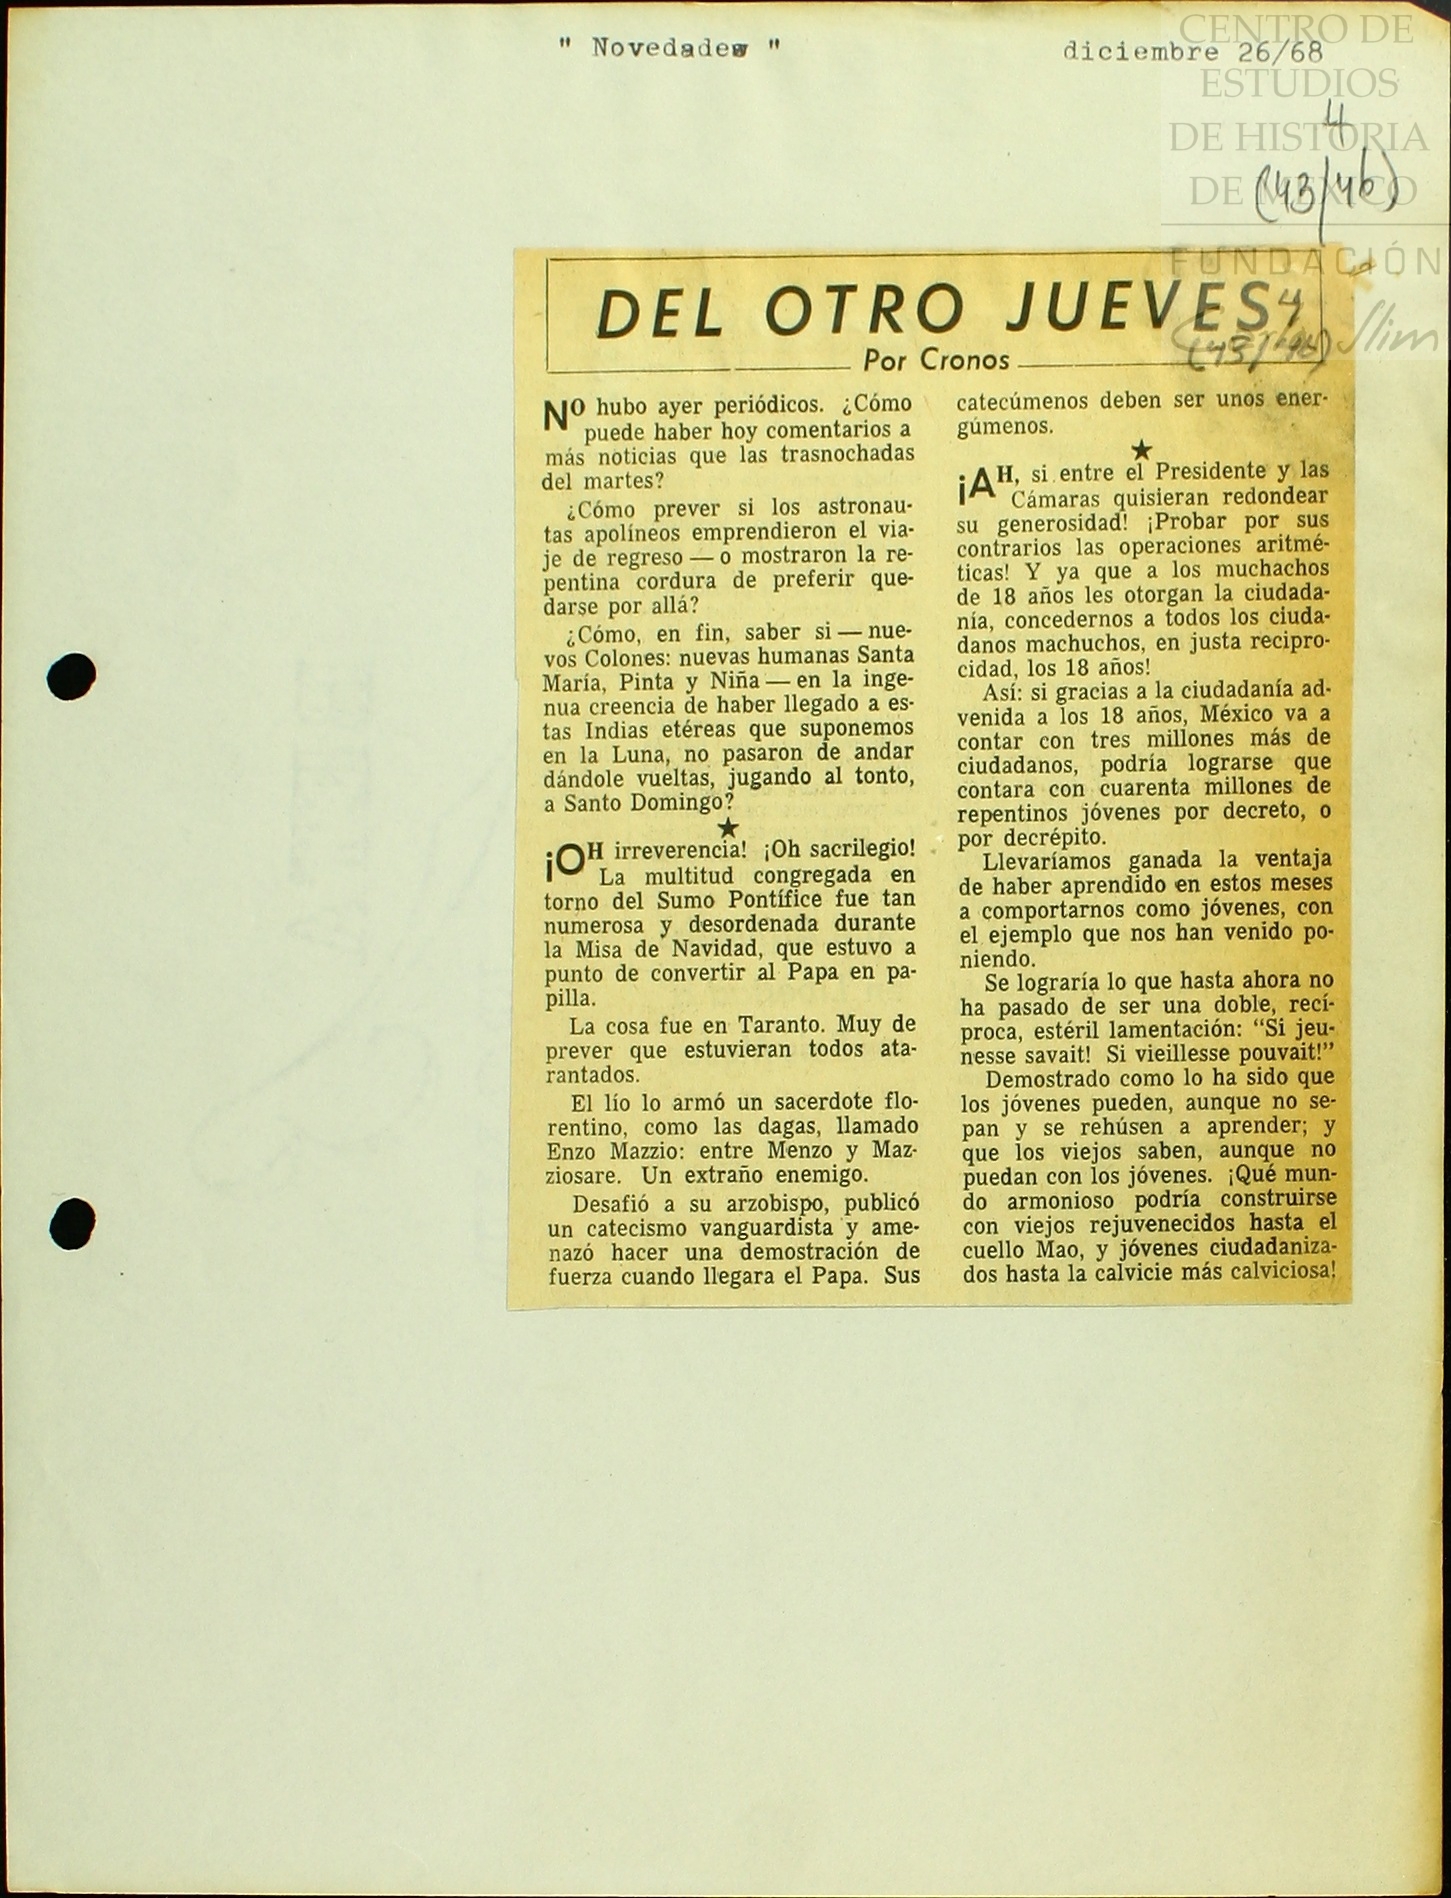 " Novedades "
diciembre 26/68
CENTRO DE
ESTUDIOS
DE HISTORIA
DE MÉXICO
FUNDACIÓN
Carlos Slim
4
(43/46)
DEL OTRO JUEVES
4
(43/46)
Por Cronos
NO hubo ayer periódicos. ¿Cómo
puede haber hoy comentarios a
más noticias que las trasnochadas
del martes?
¿Cómo prever si los astronau-
tas apolíneos emprendieron el via-
je de regreso — o mostraron la re-
pentina cordura de preferir que-
darse por allá?
¿Cómo, en fin, saber si — nue-
vos Colones: nuevas humanas Santa
María, Pinta y Niña — en la inge-
nua creencia de haber llegado a es-
tas Indias etéreas que suponemos
en la Luna, no pasaron de andar
dándole vueltas, jugando al tonto,
a Santo Domingo?
★
¡OH irreverencia! ¡Oh sacrilegio!
La multitud congregada en
torno del Sumo Pontífice fue tan
numerosa y desordenada durante
la Misa de Navidad, que estuvo a
punto de convertir al Papa en pa-
pilla.
La cosa fue en Taranto. Muy de
prever que estuvieran todos ata-
rantados.
El lío lo armó un sacerdote flo-
rentino, como las dagas, llamado
Enzo Mazzio: entre Menzo y Maz-
ziosare. Un extraño enemigo.
Desafió a su arzobispo, publicó
un catecismo vanguardista y ame-
nazó hacer una demostración de
fuerza cuando llegara el Papa. Sus
catecúmenos deben ser unos ener-
gúmenos.
★
¡AH, si entre el Presidente y las
Cámaras quisieran redondear
su generosidad! ¡Probar por sus
contrarios las operaciones aritmé-
ticas! Y ya que a los muchachos
de 18 años les otorgan la ciudada-
nía, concedernos a todos los ciuda-
danos machuchos, en justa recipro-
cidad, los 18 años!
Así: si gracias a la ciudadanía ad-
venida a los 18 años, México va a
contar con tres millones más de
ciudadanos, podría lograrse que
contara con cuarenta millones de
repentinos jóvenes por decreto, o
por decrépito.
Llevaríamos ganada la ventaja
de haber aprendido en estos meses
a comportarnos como jóvenes, con
el ejemplo que nos han venido po-
niendo.
Se lograría lo que hasta ahora no
ha pasado de ser una doble, recí-
proca, estéril lamentación: "Si jeu-
nesse savait! Si vieillesse pouvait!"
Demostrado como lo ha sido que
los jóvenes pueden, aunque no se-
pan y se rehúsen a aprender; y
que los viejos saben, aunque no
puedan con los jóvenes. ¡Qué mun-
do armonioso podría construirse
con viejos rejuvenecidos hasta el
cuello Mao, y jóvenes ciudadaniza-
dos hasta la calvicie más calviciosa!